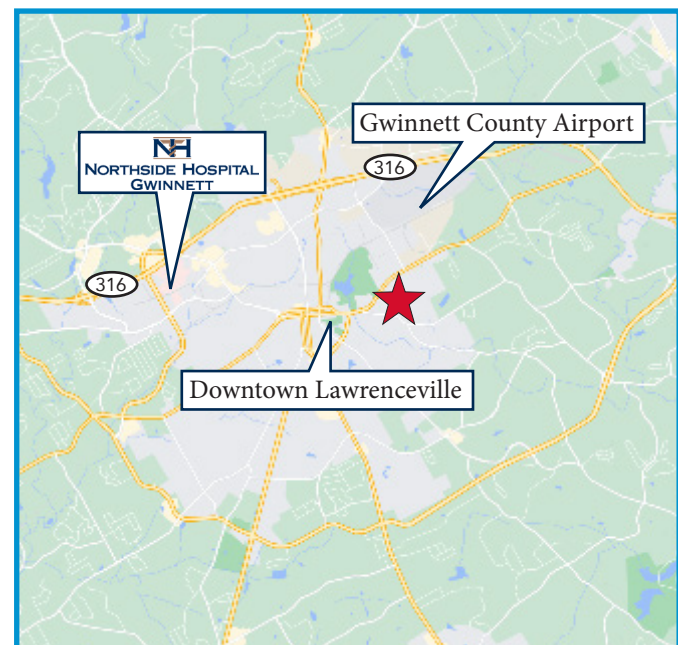 Gwinnett County Airport
NH
NORTHSIDE HOSPITAL
GWINNETT
316
316
Downtown Lawrenceville